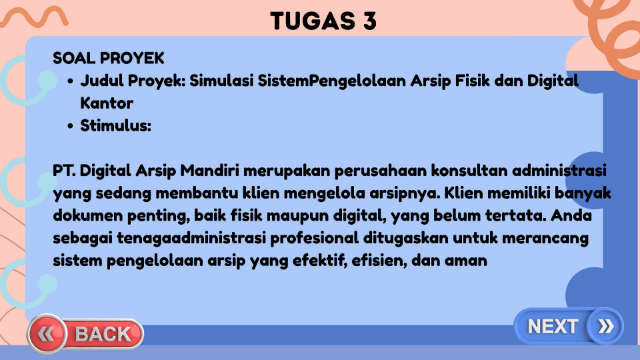 TUGAS 3
SOAL PROYEK
• Judul Proyek: Simulasi SistemPengelolaan Arsip Fisik dan Digital
Kantor
• Stimulus:
PT. Digital Arsip Mandiri merupakan perusahaan konsultan administrasi
yang sedang membantu klien mengelola arsipnya. Klien memiliki banyak
dokumen penting, baik fisik maupun digital, yang belum tertata. Anda
sebagai tenagaadministrasi profesional ditugaskan untuk merancang
sistem pengelolaan arsip yang efektif, efisien, dan aman
BACK
NEXT